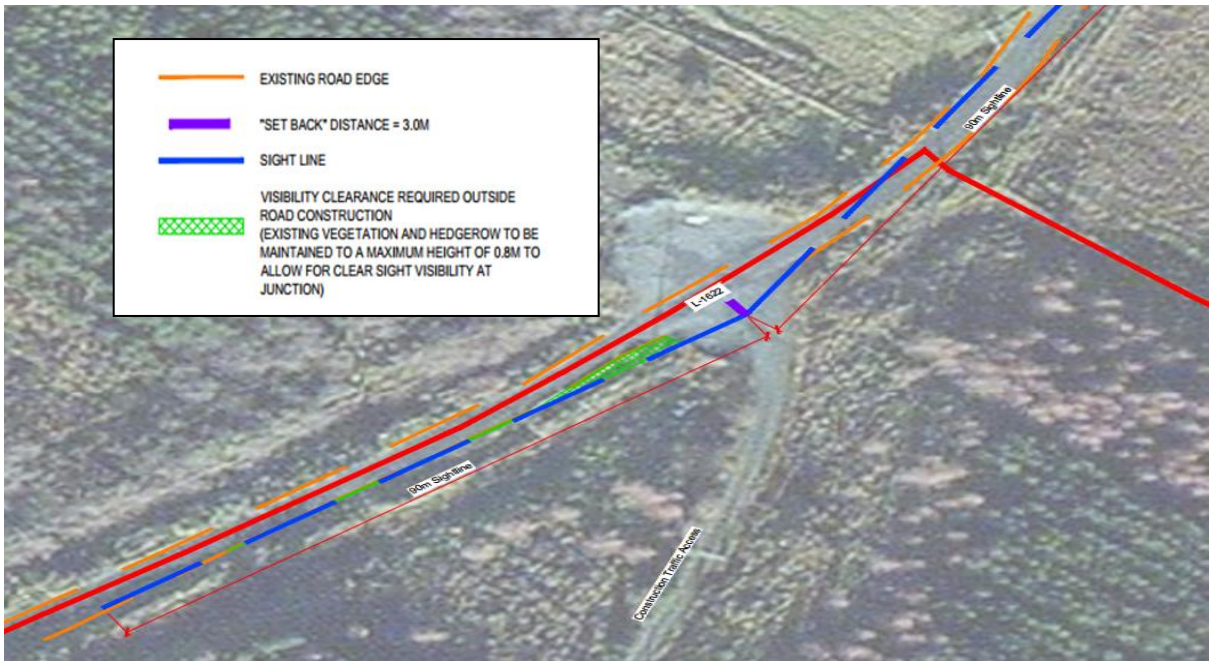 EXISTING ROAD EDGE
"SET BACK" DISTANCE = 3.0M
SIGHT LINE
VISIBILITY CLEARANCE REQUIRED OUTSIDE
ROAD CONSTRUCTION
(EXISTING VEGETATION AND HEDGEROW TO BE
MAINTAINED TO A MAXIMUM HEIGHT OF 0.8M TO
ALLOW FOR CLEAR SIGHT VISIBILITY AT
JUNCTION)
90m Sightline
L-1622
90m Sightline
Construction Traffic Access